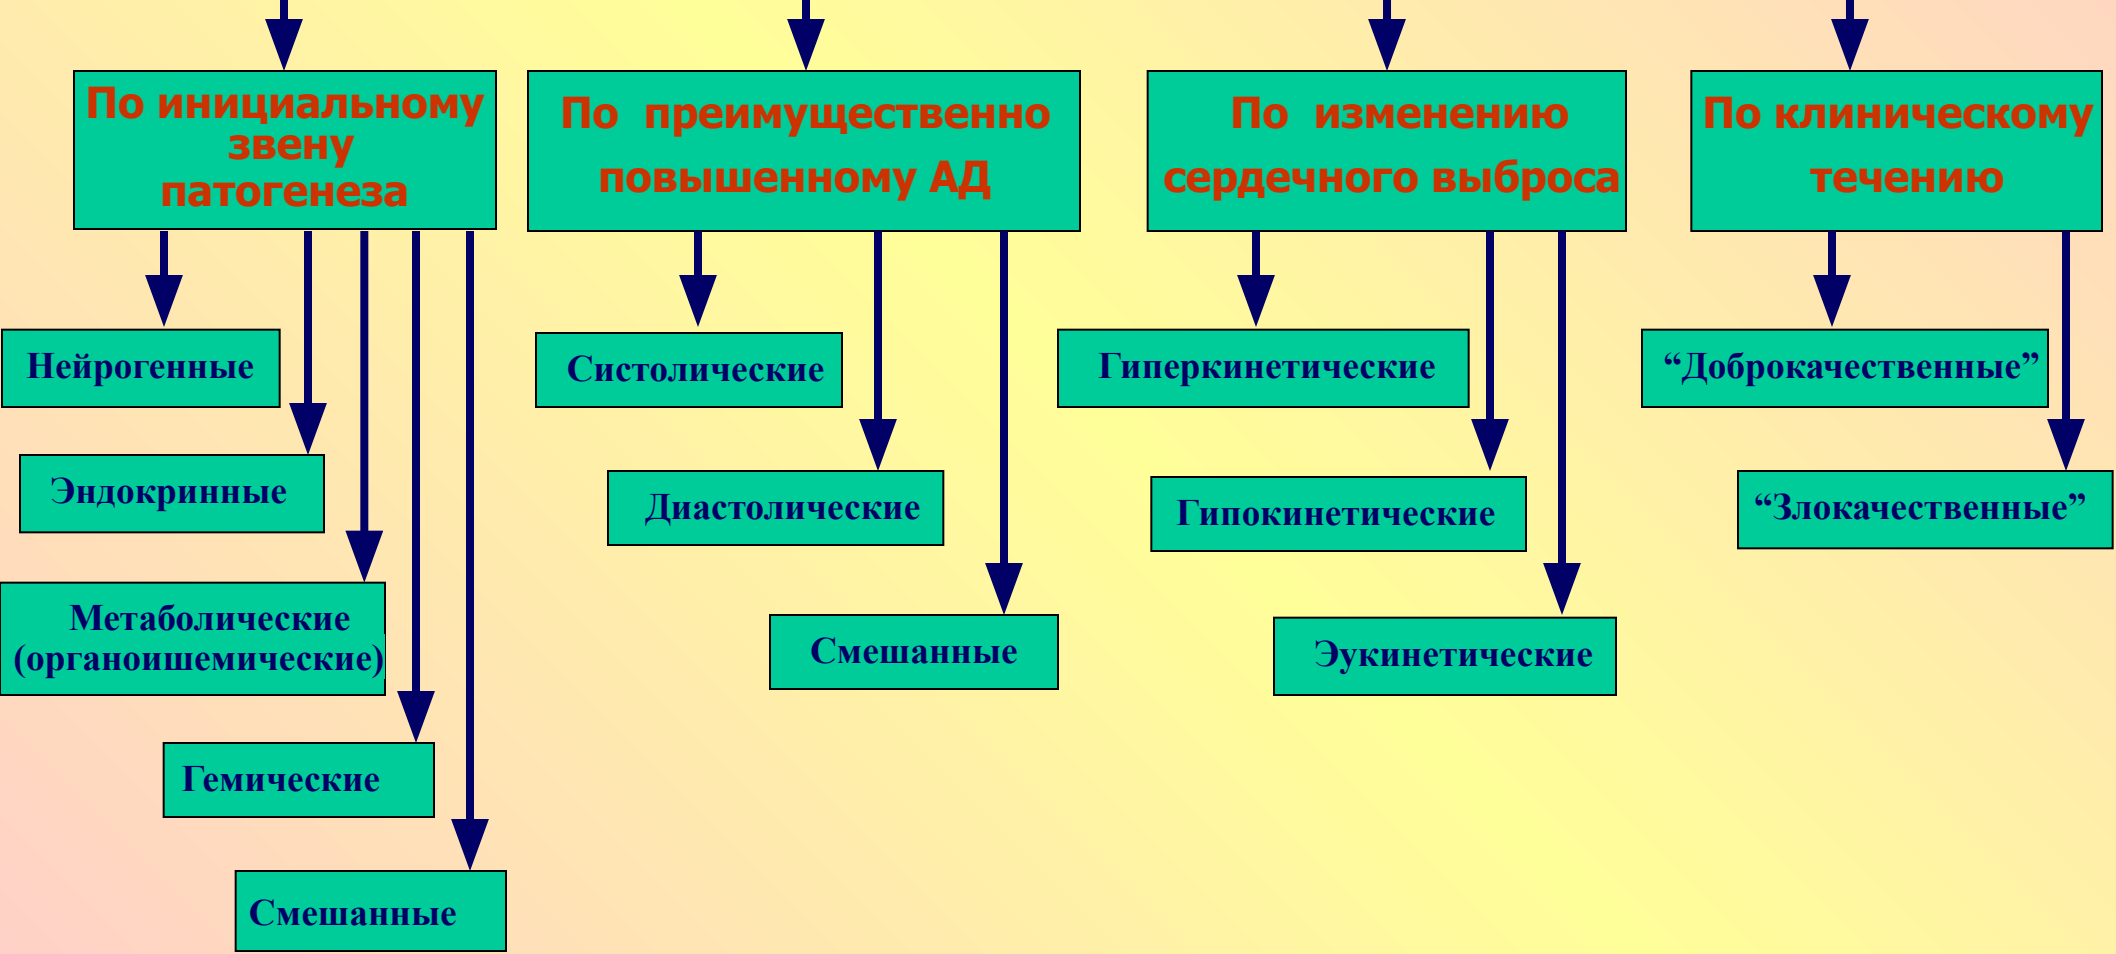 По инициальному
звену
патогенеза
По преимущественно
повышенному АД
По изменению
сердечного выброса
По клиническому
течению
Нейрогенные
Эндокринные
Метаболические
(органоишемические)
Гемические
Смешанные
Систолические
Диастолические
Смешанные
Гиперкинетические
Гипокинетические
Эукинетические
“Доброкачественные”
“Злокачественные”